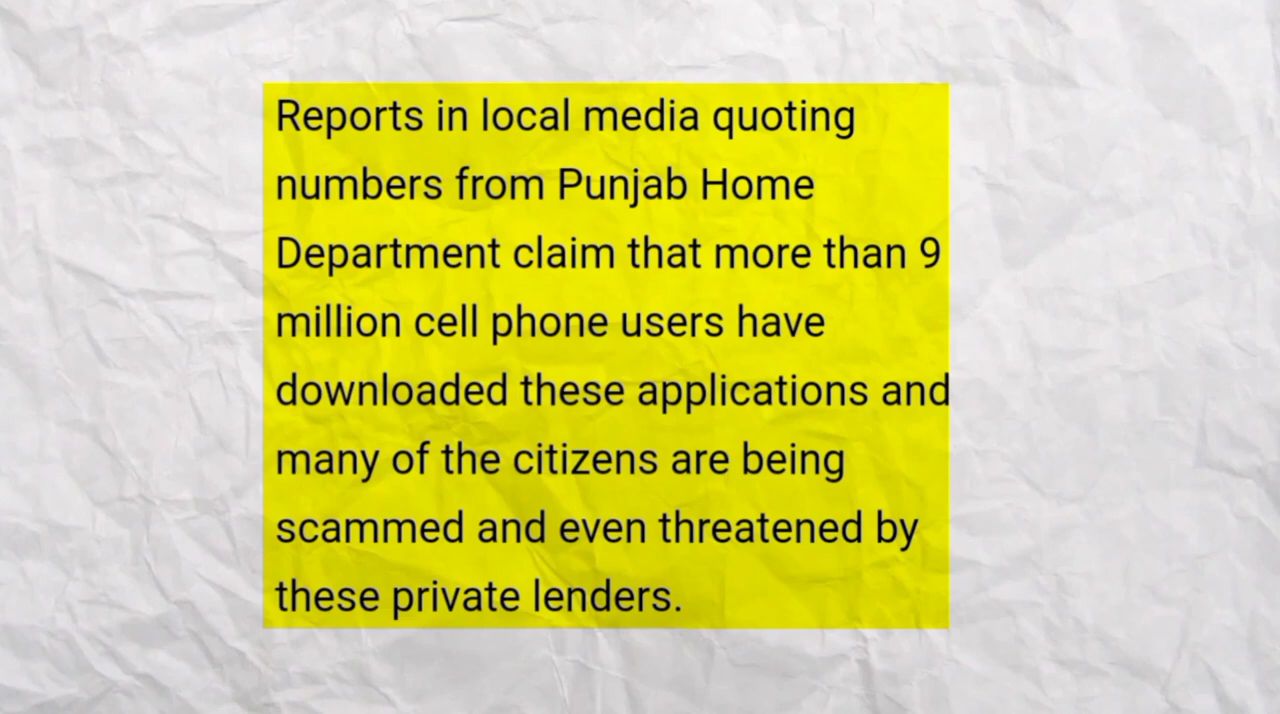 Reports in local media quoting
numbers from Punjab Home
Department claim that more than 9
million cell phone users have
downloaded these applications and
many of the citizens are being
scammed and even threatened by
these private lenders.